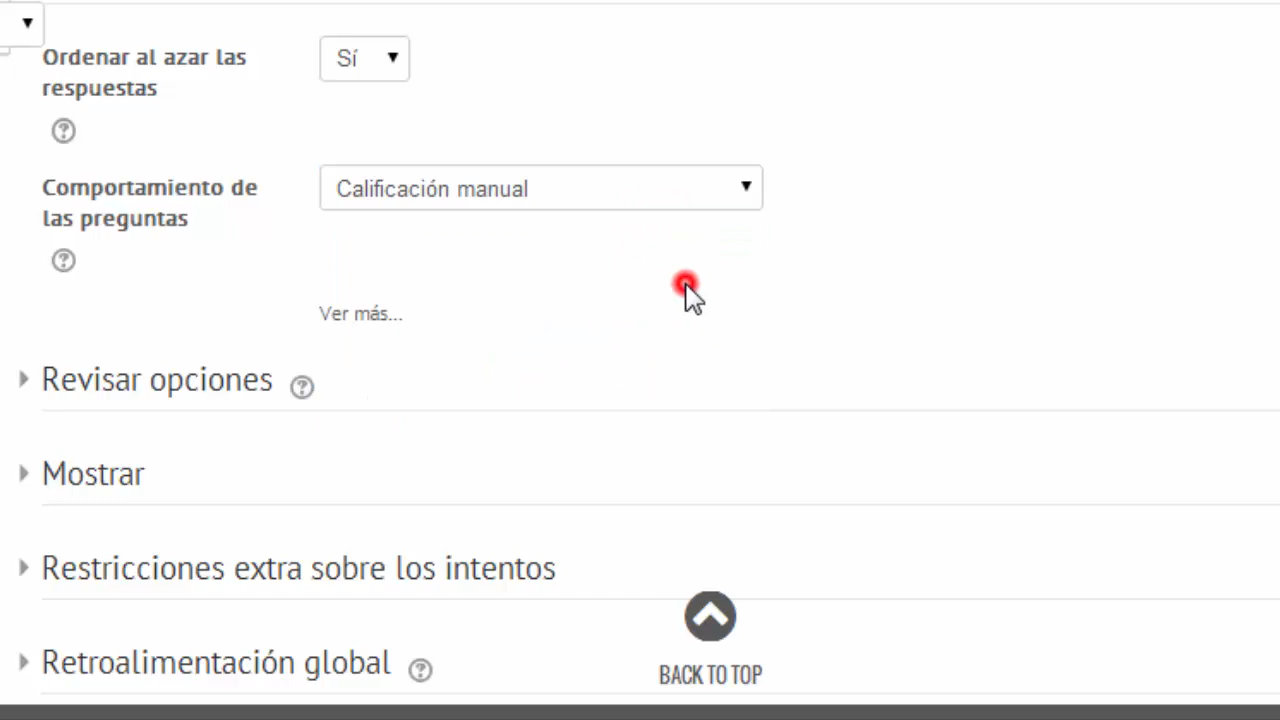 Ordenar al azar las
respuestas
Sí
Comportamiento de
las preguntas
Calificación manual
Ver más...
Revisar opciones
Mostrar
Restricciones extra sobre los intentos
Retroalimentación global
BACK TO TOP